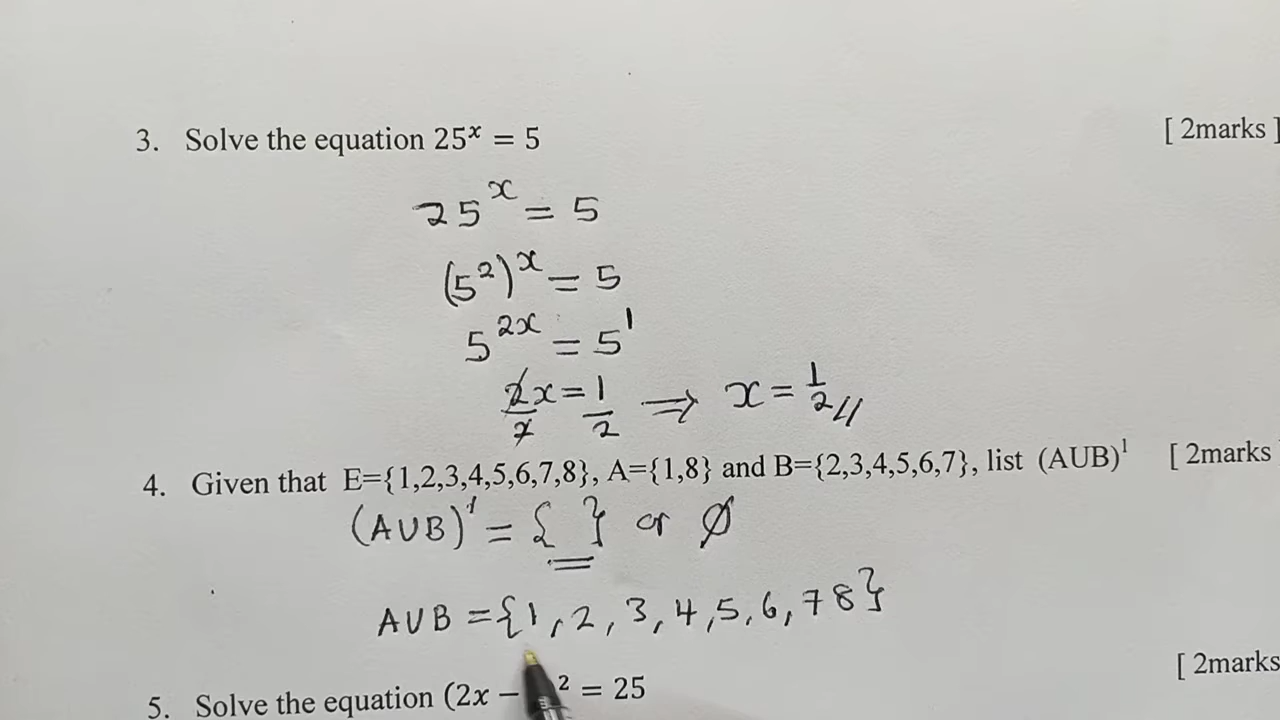 3. Solve the equation 25ˣ = 5 [ 2marks ]
25ˣ = 5
(5²)ˣ = 5
5²ˣ = 5¹
2x/2 = 1/2 ⇒ x = 1/2 //
4. Given that E={1,2,3,4,5,6,7,8}, A={1,8} and B={2,3,4,5,6,7}, list (AUB)¹ [ 2marks
(AUB)¹ = { } or ∅
AUB = {1, 2, 3, 4, 5, 6, 7 8}
[ 2marks
5. Solve the equation (2x − ² = 25